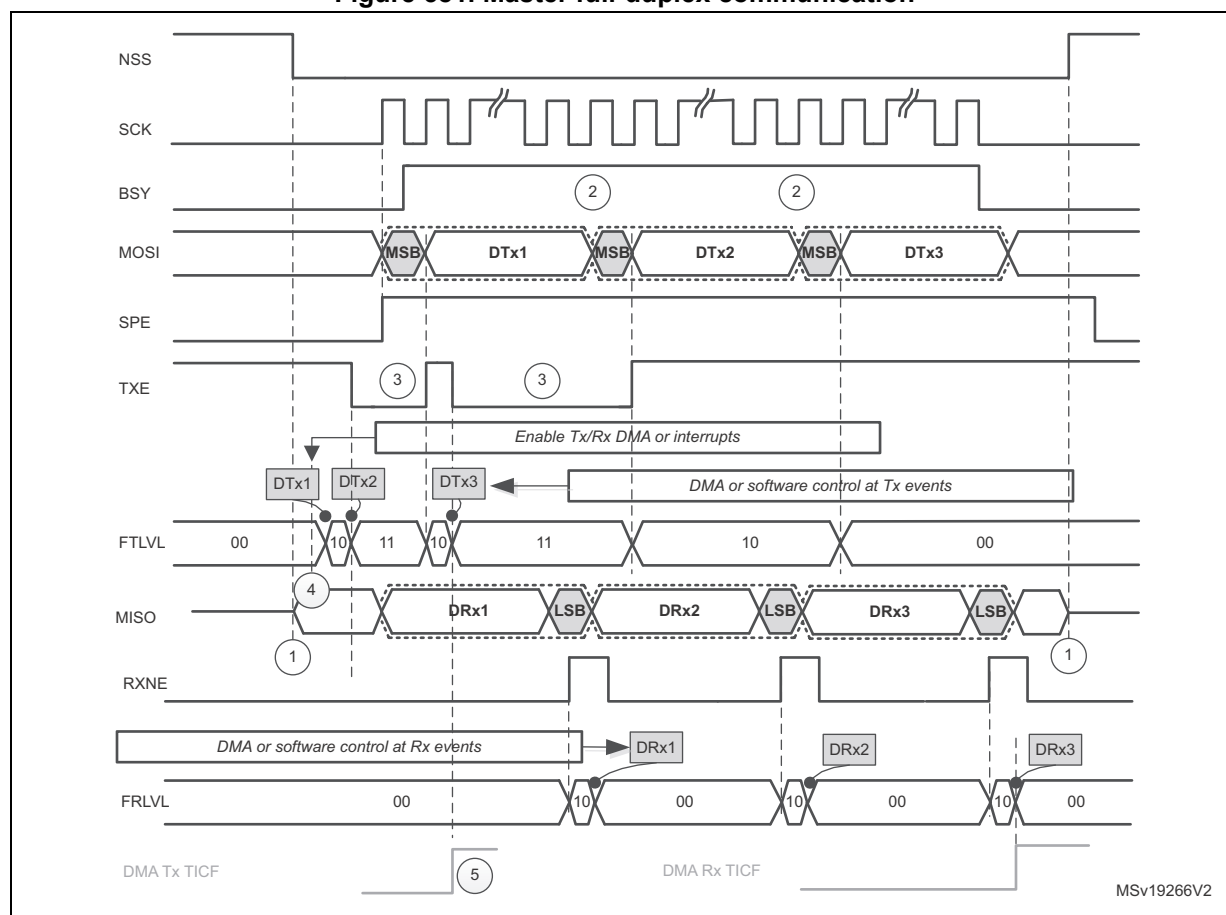 Figure Master full-duplex communication
NSS
SCK
BSY
2 2
MOSI
MSB DTx1 MSB DTx2 MSB DTx3
SPE
TXE
3 3
Enable Tx/Rx DMA or interrupts
DTx1 DTx2 DTx3 DMA or software control at Tx events
FTLVL 00 10 11 10 11 10 00
4
MISO DRx1 LSB DRx2 LSB DRx3 LSB
1 1
RXNE
DMA or software control at Rx events DRx1 DRx2 DRx3
FRLVL 00 10 00 10 00 10 00
DMA Tx TICF 5 DMA Rx TICF
MSv19266V2